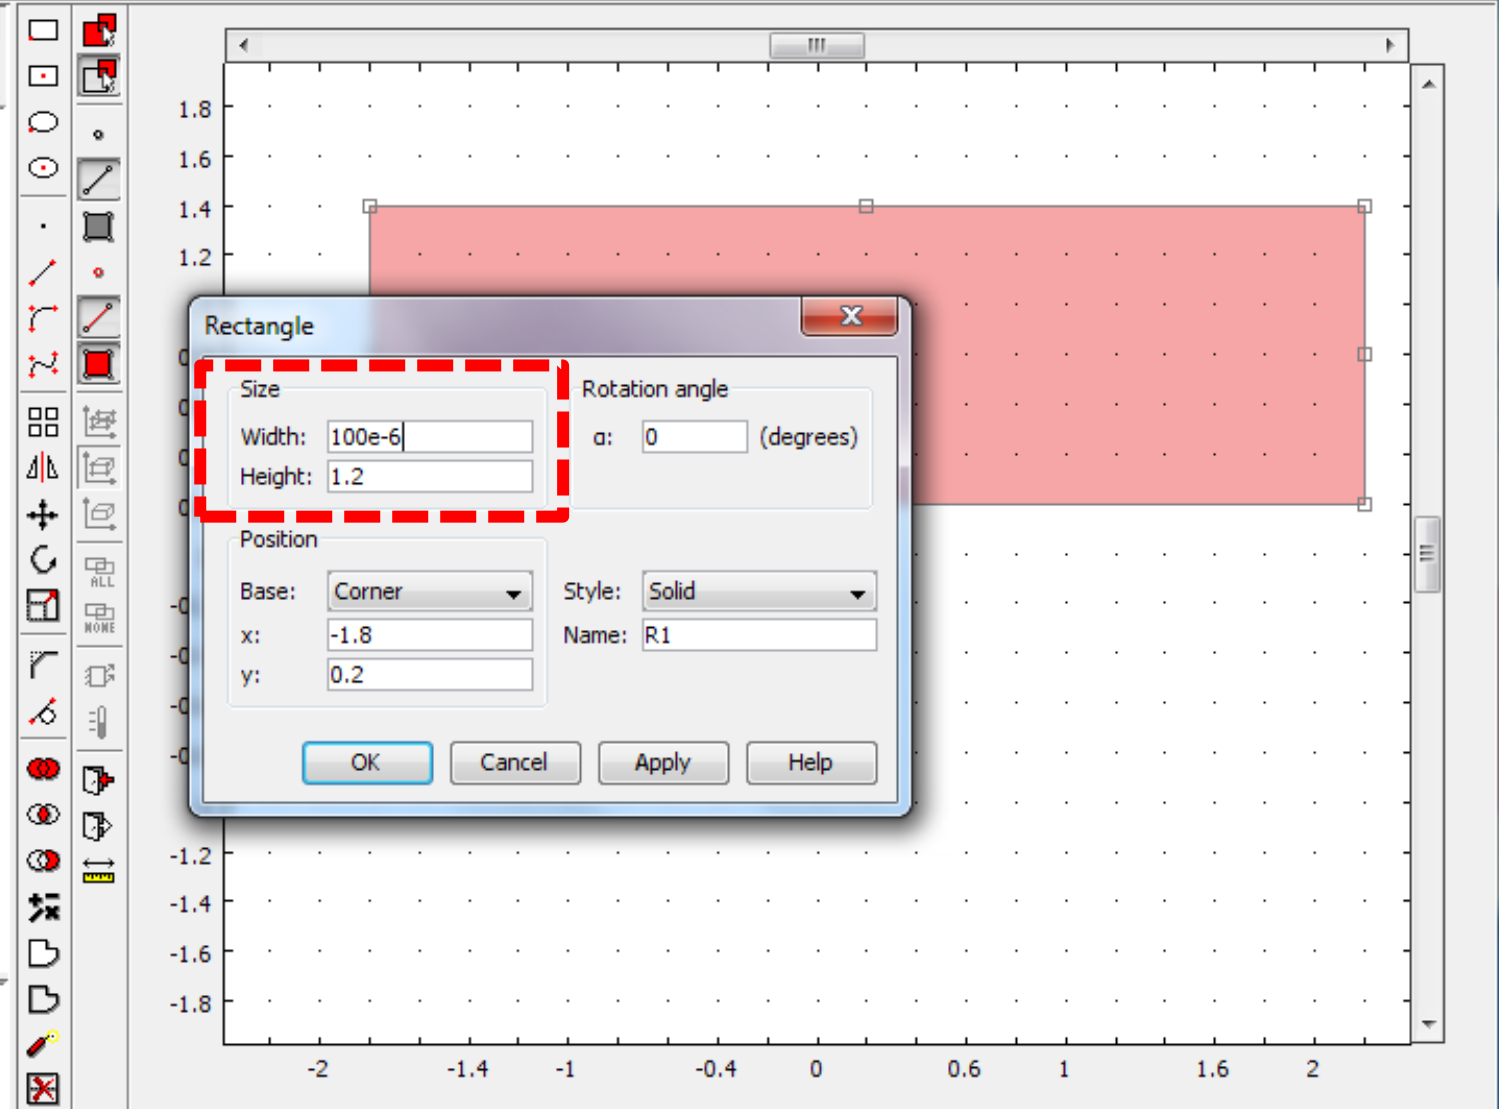 1.8
1.6
1.4
1.2
Rectangle
Size
Rotation angle
Width: 100e-6
α: 0 (degrees)
Height: 1.2
Position
Base: Corner
Style: Solid
x: -1.8
Name: R1
y: 0.2
OK Cancel Apply Help
ALL
NONE
-1.2
-1.4
-1.6
-1.8
-2 -1.4 -1 -0.4 0 0.6 1 1.6 2